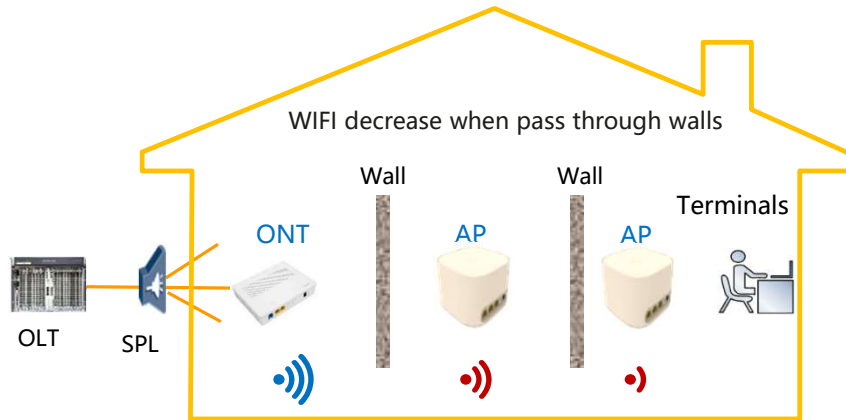 WIFI decrease when pass through walls
Wall
Wall
Terminals
ONT
AP
AP
OLT
SPL